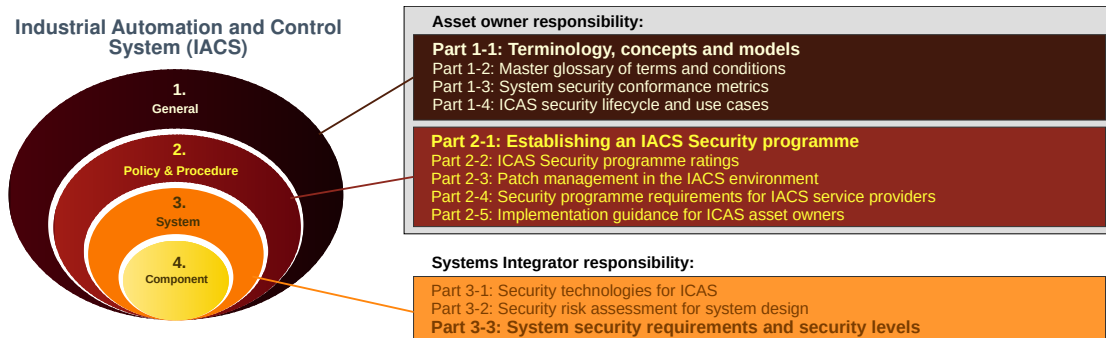 Industrial Automation and Control
System (IACS)
1.
General
2.
Policy & Procedure
3.
System
4.
Component
Asset owner responsibility:
Part 1-1: Terminology, concepts and models
Part 1-2: Master glossary of terms and conditions
Part 1-3: System security conformance metrics
Part 1-4: ICAS security lifecycle and use cases
Part 2-1: Establishing an IACS Security programme
Part 2-2: ICAS Security programme ratings
Part 2-3: Patch management in the IACS environment
Part 2-4: Security programme requirements for IACS service providers
Part 2-5: Implementation guidance for ICAS asset owners
Systems Integrator responsibility:
Part 3-1: Security technologies for ICAS
Part 3-2: Security risk assessment for system design
Part 3-3: System security requirements and security levels